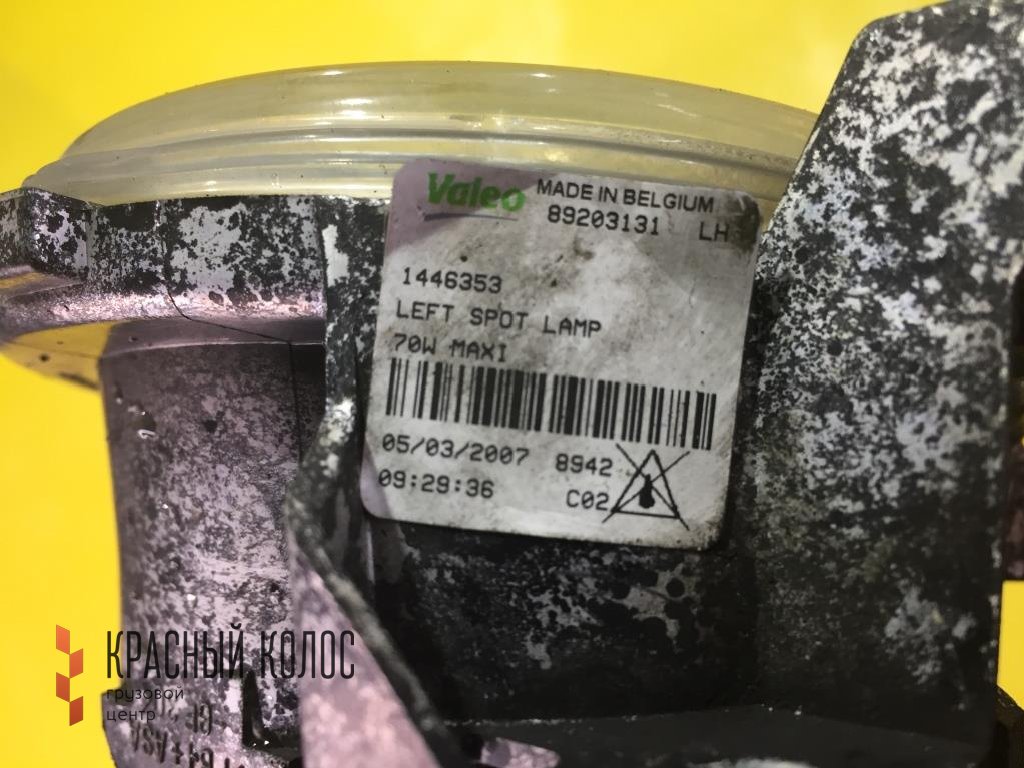 Valeo MADE IN BELGIUM
89203131 LH
1446353
LEFT SPOT LAMP
70W MAXI
05/03/2007 8942
09:29:36 C02
КРАСНЫЙ КОЛОС
грузовой
центр